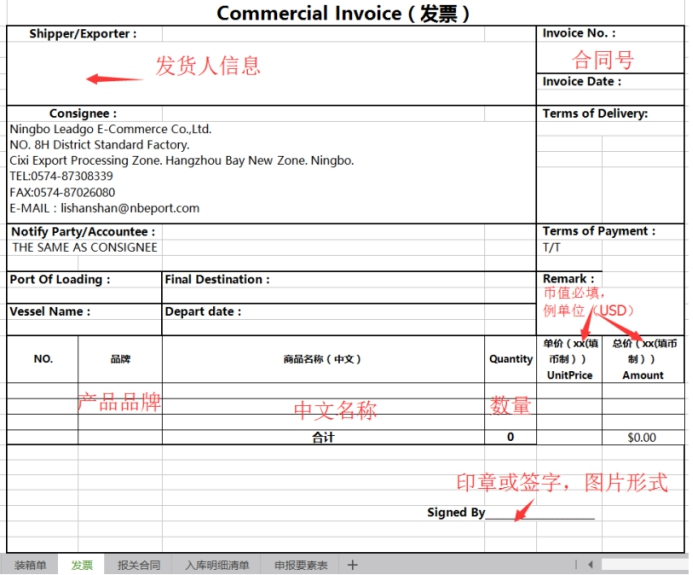 Commercial Invoice（发票）
Shipper/Exporter：
Invoice No.：
发货人信息
合同号
Invoice Date：
Consignee：
Terms of Delivery:
Ningbo Leadgo E-Commerce Co.,Ltd.
NO. 8H District Standard Factory.
Cixi Export Processing Zone. Hangzhou Bay New Zone. Ningbo.
TEL:0574-87308339
FAX:0574-87026080
E-MAIL：lishanshan@nbeport.com
Notify Party/Accountee：
Terms of Payment：
THE SAME AS CONSIGNEE
T/T
Port Of Loading：
Final Destination：
Remark：
币值必填，
例单位（USD）
Vessel Name：
Depart date：
NO.
品牌
商品名称（中文）
Quantity
单价（xx(填
币制））
UnitPrice
总价（xx(填币
制））
Amount
产品品牌
中文名称
数量
合计
0
$0.00
印章或签字，图片形式
Signed By
装箱单
发票
报关合同
入库明细清单
申报要素表